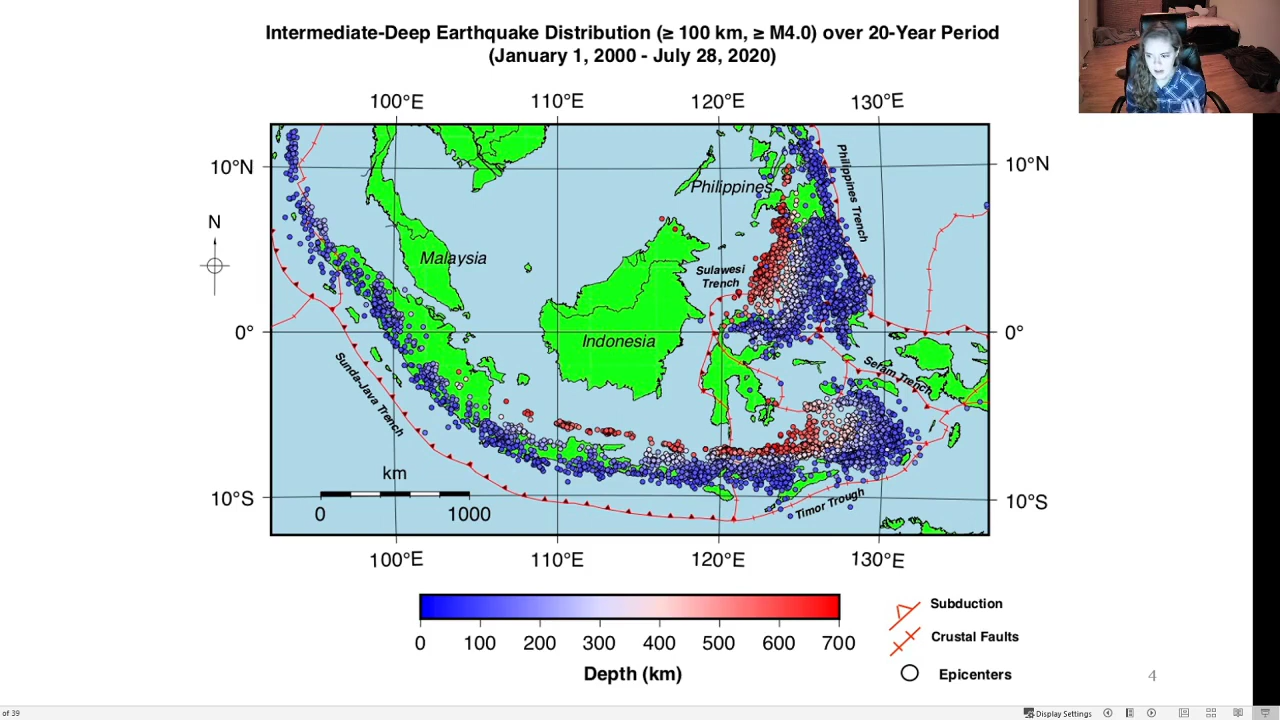 Intermediate-Deep Earthquake Distribution (≥ 100 km, ≥ M4.0) over 20-Year Period
(January 1, 2000 - July 28, 2020)
100°E 110°E 120°E 130°E
10°N 10°N
Philippines
Philippines Trench
N
Malaysia
Sulawesi
Trench
0° 0°
Indonesia
Sunda-Java Trench
Seram Trench
km
0 1000
10°S 10°S
Timor Trough
100°E 110°E 120°E 130°E
0 100 200 300 400 500 600 700
Depth (km)
Subduction
Crustal Faults
Epicenters
4
of 39
Display Settings